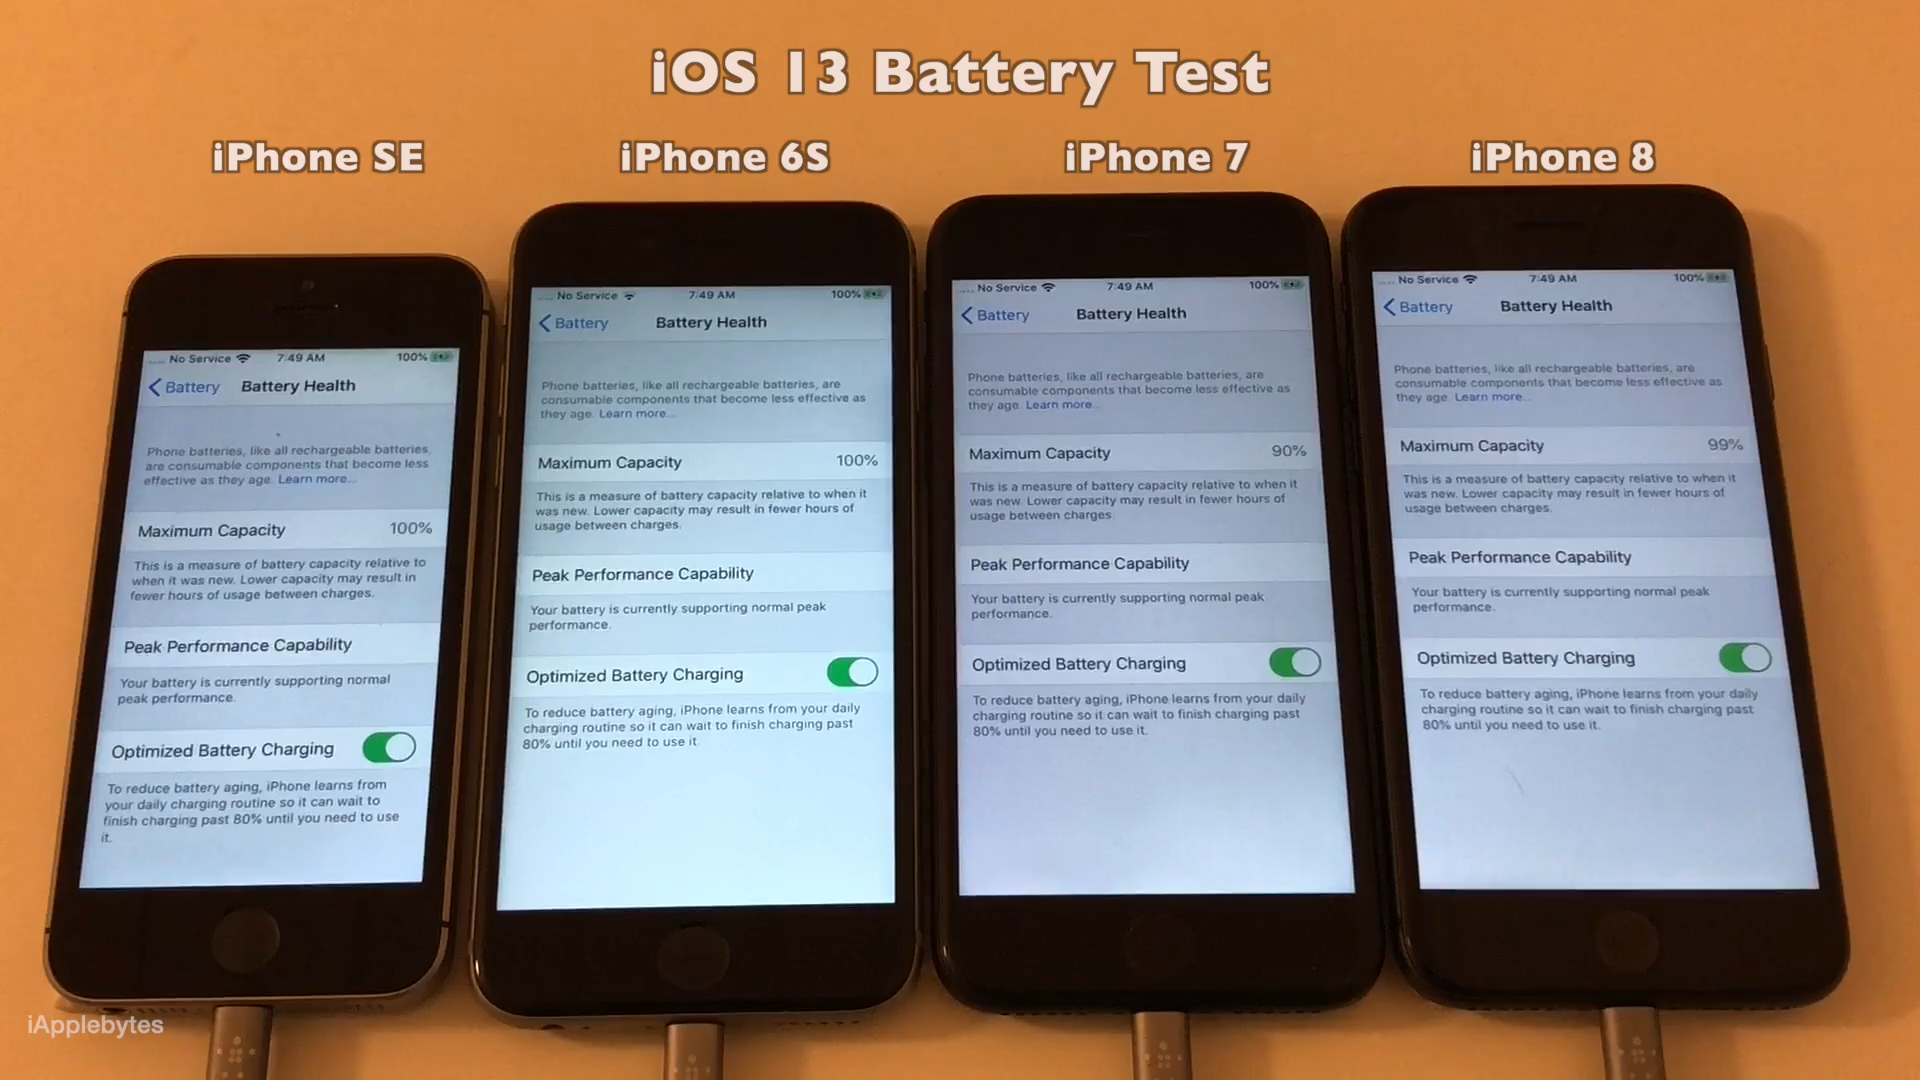 iOS 13 Battery Test
iPhone SE
iPhone 6S
iPhone 7
iPhone 8
No Service 7:49 AM 100%
Battery Battery Health
Phone batteries, like all rechargeable batteries,
are consumable components that become less
effective as they age. Learn more...
Maximum Capacity 100%
This is a measure of battery capacity relative to
when it was new. Lower capacity may result in
fewer hours of usage between charges.
Peak Performance Capability
Your battery is currently supporting normal
peak performance.
Optimized Battery Charging
To reduce battery aging, iPhone learns from
your daily charging routine so it can wait to
finish charging past 80% until you need to use
it.
No Service 7:49 AM 100%
Battery Battery Health
Phone batteries, like all rechargeable batteries, are
consumable components that become less effective as
they age. Learn more...
Maximum Capacity 100%
This is a measure of battery capacity relative to when it
was new. Lower capacity may result in fewer hours of
usage between charges.
Peak Performance Capability
Your battery is currently supporting normal peak
performance.
Optimized Battery Charging
To reduce battery aging, iPhone learns from your daily
charging routine so it can wait to finish charging past
80% until you need to use it.
No Service 7:49 AM 100%
Battery Battery Health
Phone batteries, like all rechargeable batteries, are
consumable components that become less effective as
they age. Learn more...
Maximum Capacity 90%
This is a measure of battery capacity relative to when it
was new. Lower capacity may result in fewer hours of
usage between charges.
Peak Performance Capability
Your battery is currently supporting normal peak
performance.
Optimized Battery Charging
To reduce battery aging, iPhone learns from your daily
charging routine so it can wait to finish charging past
80% until you need to use it.
No Service 7:49 AM 100%
Battery Battery Health
Phone batteries, like all rechargeable batteries, are
consumable components that become less effective as
they age. Learn more...
Maximum Capacity 99%
This is a measure of battery capacity relative to when it
was new. Lower capacity may result in fewer hours of
usage between charges.
Peak Performance Capability
Your battery is currently supporting normal peak
performance.
Optimized Battery Charging
To reduce battery aging, iPhone learns from your daily
charging routine so it can wait to finish charging past
80% until you need to use it.
iApplebytes